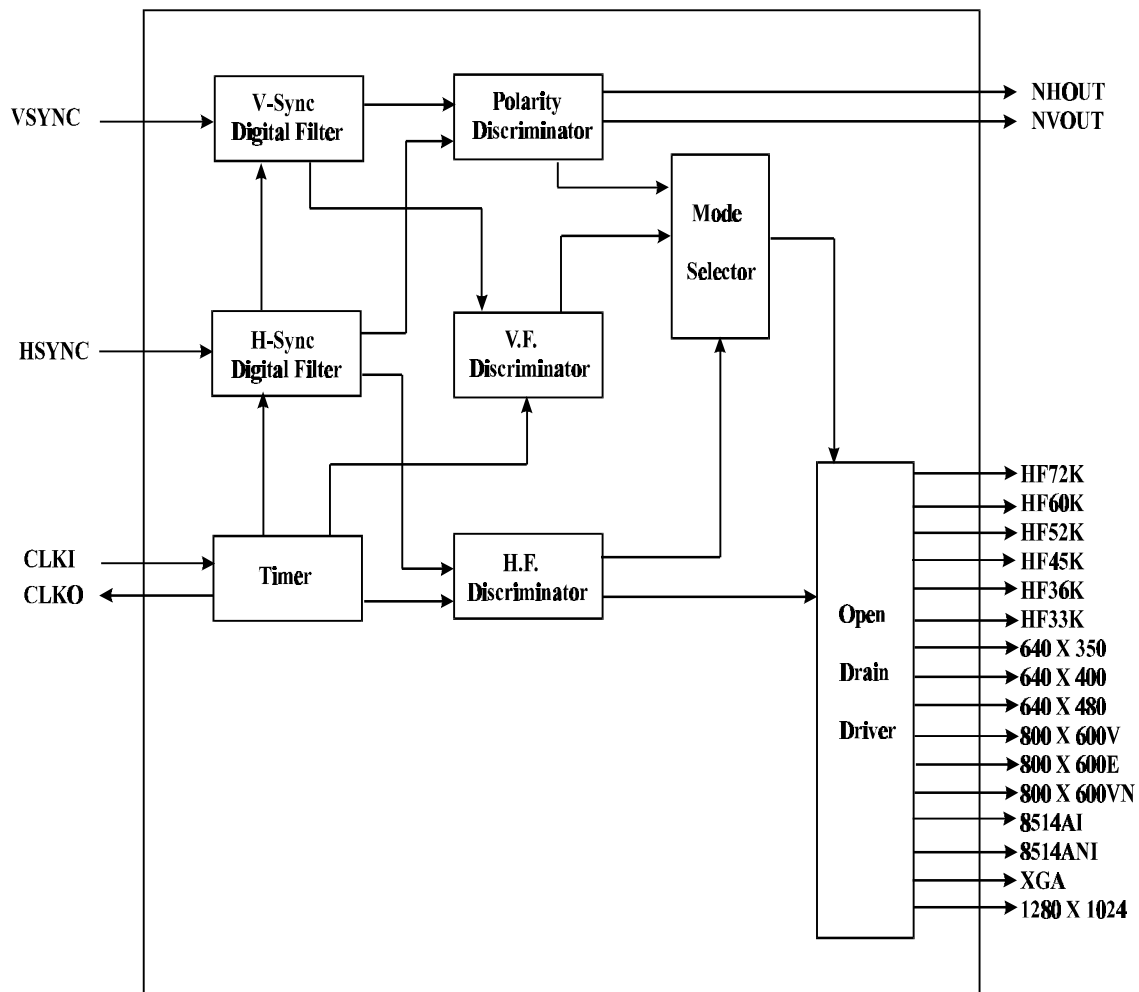 VSYNC
V-Sync
Digital Filter
Polarity
Discriminator
NHOUT
NVOUT
Mode
Selector
HSYNC
H-Sync
Digital Filter
V.F.
Discriminator
CLKI
CLKO
Timer
H.F.
Discriminator
Open
Drain
Driver
HF72K
HF60K
HF52K
HF45K
HF36K
HF33K
640 X 350
640 X 400
640 X 480
800 X 600V
800 X 600E
800 X 600VN
8514AI
8514ANI
XGA
1280 X 1024